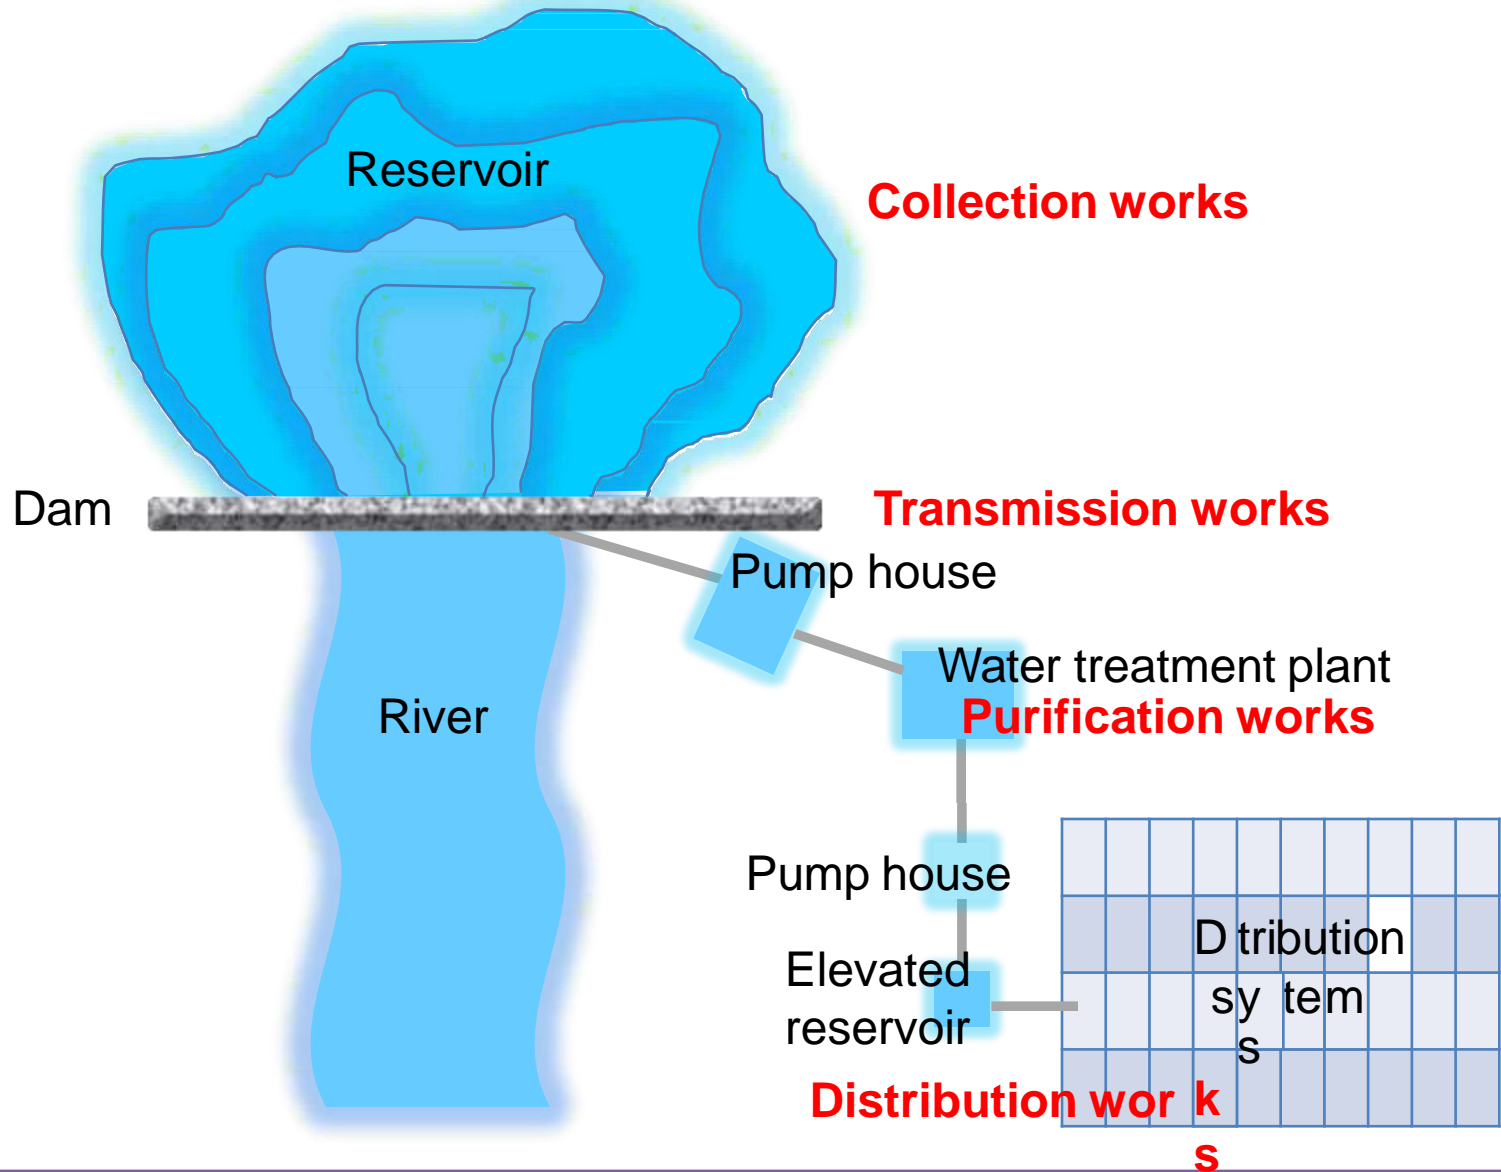 Reservoir
Collection works
Dam
Transmission works
Pump house
Water treatment plant
Purification works
River
Pump house
Elevated
reservoir
D tribution
sy tem
s
Distribution wor k
s